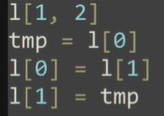 l[1, 2]
tmp = l[0]
l[0] = l[1]
l[1] = tmp